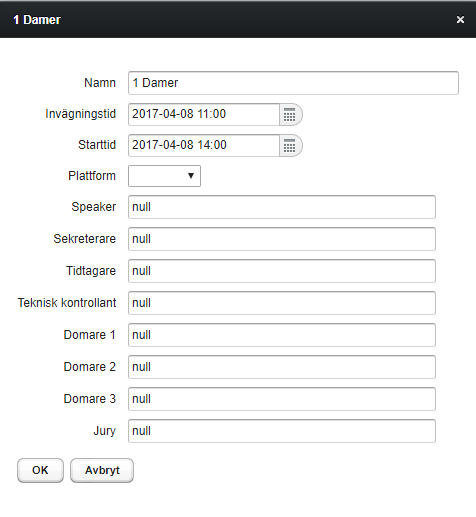 1 Damer ×
Namn 1 Damer
Invägningstid 2017-04-08 11:00
Starttid 2017-04-08 14:00
Plattform
Speaker null
Sekreterare null
Tidtagare null
Teknisk kontrollant null
Domare 1 null
Domare 2 null
Domare 3 null
Jury null
OK Avbryt